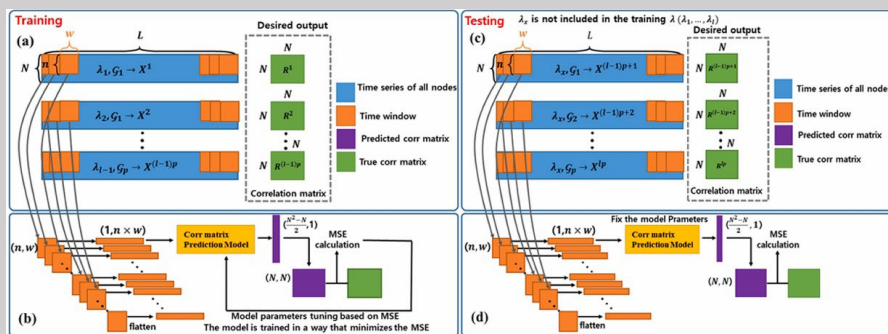 Training
(a)
w
L
Desired output
N
N n
λ₁, G₁ → X¹
N
R¹
N
λ₂, G₁ → X²
N
R²
N
λₗ₋₁, Gₚ → X⁽ˡ⁻¹⁾ᵖ
N
R⁽ˡ⁻¹⁾ᵖ
Correlation matrix
Time series of all nodes
Time window
Predicted corr matrix
True corr matrix
(n, w)
(1, n × w)
Corr matrix
Prediction Model
((N²−N)/2, 1)
MSE
calculation
(N, N)
Model parameters tuning based on MSE
The model is trained in a way that minimizes the MSE
flatten
(b)
Testing
λₓ is not included in the training λ (λ₁, ..., λₗ)
(c)
w
L
Desired output
N
N n
λₓ, G₁ → X⁽ˡ⁻¹⁾ᵖ⁺¹
N
R⁽ˡ⁻¹⁾ᵖ⁺¹
N
λₓ, G₂ → X⁽ˡ⁻¹⁾ᵖ⁺²
N
R⁽ˡ⁻¹⁾ᵖ⁺²
N
λₓ, Gₚ → Xˡᵖ
N
Rˡᵖ
Correlation matrix
Time series of all nodes
Time window
Predicted corr matrix
True corr matrix
Fix the model Prameters
(n, w)
(1, n × w)
Corr matrix
Prediction Model
((N²−N)/2, 1)
MSE
calculation
(N, N)
flatten
(d)